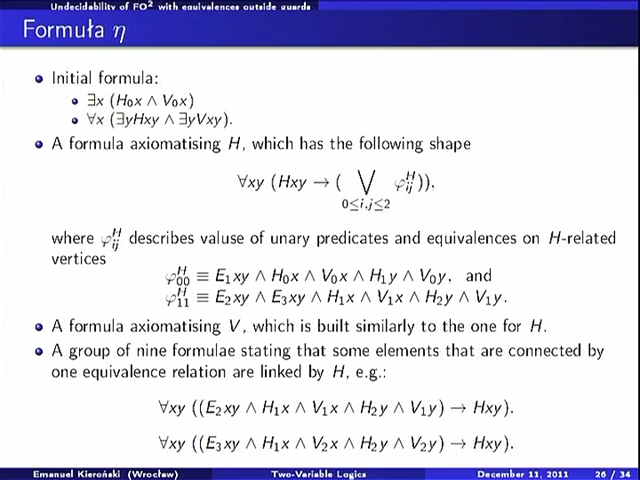 Undecidability of FO² with equivalences outside guards
Formuła η
Initial formula:
∃x (H₀x ∧ V₀x)
∀x (∃yHxy ∧ ∃yVxy).
A formula axiomatising H, which has the following shape
∀xy (Hxy → ( ⋁ φᴴᵢⱼ)),
0≤i,j≤2
where φᴴᵢⱼ describes valuse of unary predicates and equivalences on H-related
vertices
φᴴ₀₀ ≡ E₁xy ∧ H₀x ∧ V₀x ∧ H₁y ∧ V₀y, and
φᴴ₁₁ ≡ E₂xy ∧ E₃xy ∧ H₁x ∧ V₁x ∧ H₂y ∧ V₁y.
A formula axiomatising V, which is built similarly to the one for H.
A group of nine formulae stating that some elements that are connected by
one equivalence relation are linked by H, e.g.:
∀xy ((E₂xy ∧ H₁x ∧ V₁x ∧ H₂y ∧ V₁y) → Hxy).
∀xy ((E₃xy ∧ H₁x ∧ V₂x ∧ H₂y ∧ V₂y) → Hxy).
Emanuel Kieroński (Wrocław) Two-Variable Logics December 11, 2011 26 / 34